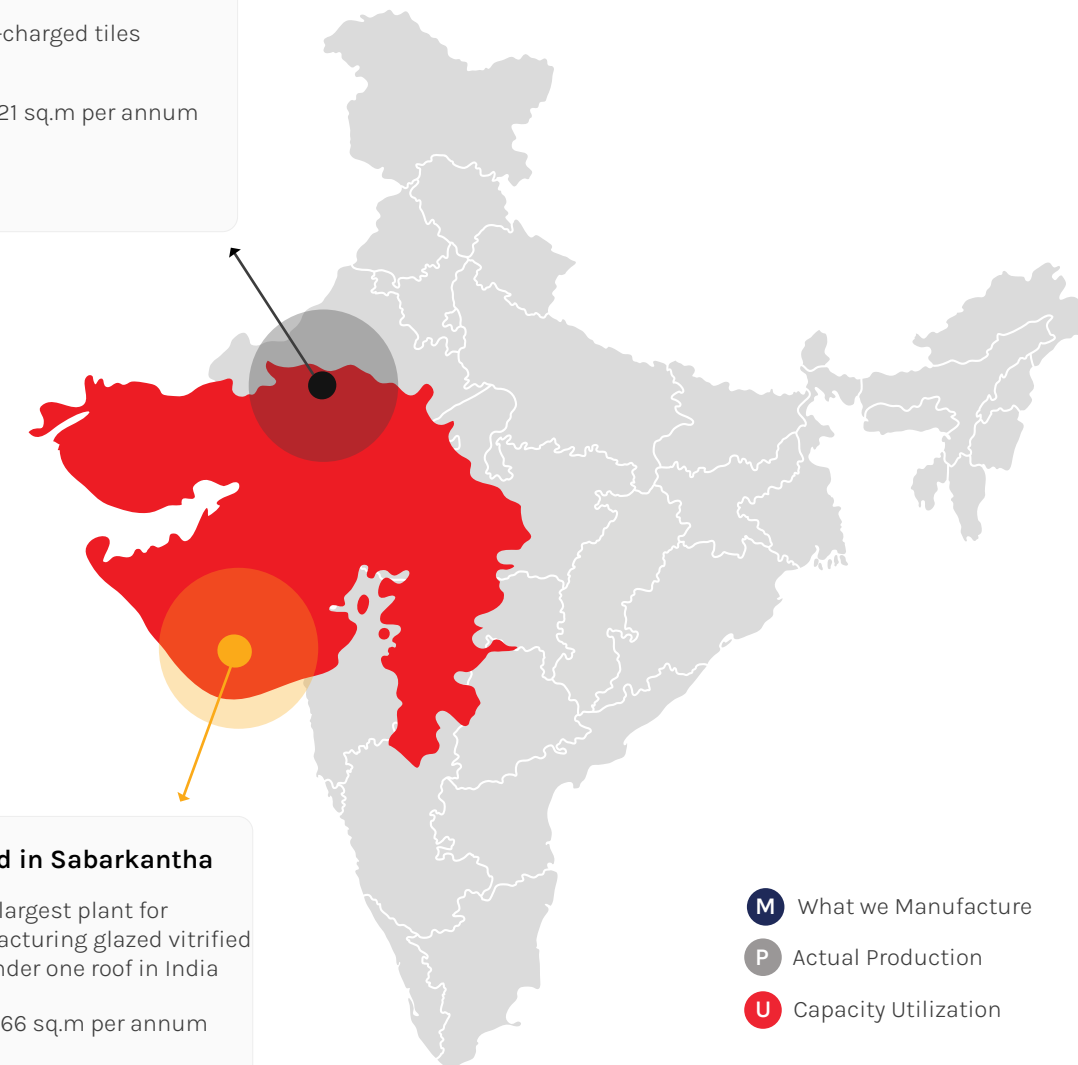 -charged tiles
21 sq.m per annum
d in Sabarkantha
largest plant for
acturing glazed vitrified
nder one roof in India
66 sq.m per annum
M What we Manufacture
P Actual Production
U Capacity Utilization